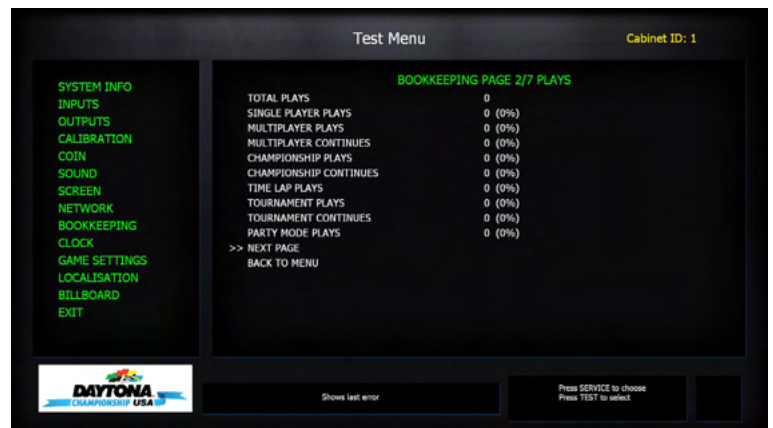 Test Menu
Cabinet ID: 1
SYSTEM INFO
INPUTS
OUTPUTS
CALIBRATION
COIN
SOUND
SCREEN
NETWORK
BOOKKEEPING
CLOCK
GAME SETTINGS
LOCALISATION
BILLBOARD
EXIT
BOOKKEEPING PAGE 2/7 PLAYS
TOTAL PLAYS 0
SINGLE PLAYER PLAYS 0 (0%)
MULTIPLAYER PLAYS 0 (0%)
MULTIPLAYER CONTINUES 0 (0%)
CHAMPIONSHIP PLAYS 0 (0%)
CHAMPIONSHIP CONTINUES 0 (0%)
TIME LAP PLAYS 0 (0%)
TOURNAMENT PLAYS 0 (0%)
TOURNAMENT CONTINUES 0 (0%)
PARTY MODE PLAYS 0 (0%)
>> NEXT PAGE
BACK TO MENU
DAYTONA
CHAMPIONSHIP USA
Shows last error
Press SERVICE to choose
Press TEST to select